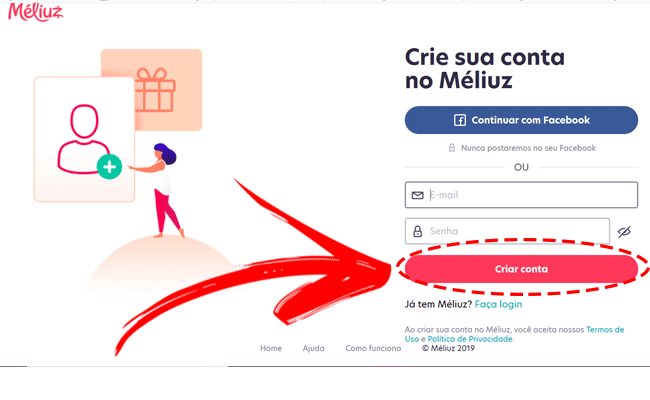 Méliuz
Crie sua conta
no Méliuz
Continuar com Facebook
Nunca postaremos no seu Facebook
OU
E-mail
Senha
Criar conta
Já tem Méliuz? Faça login
Ao criar sua conta no Méliuz, você aceita nossos Termos de
Uso e Política de Privacidade.
Home Ajuda Como funciona © Méliuz 2019